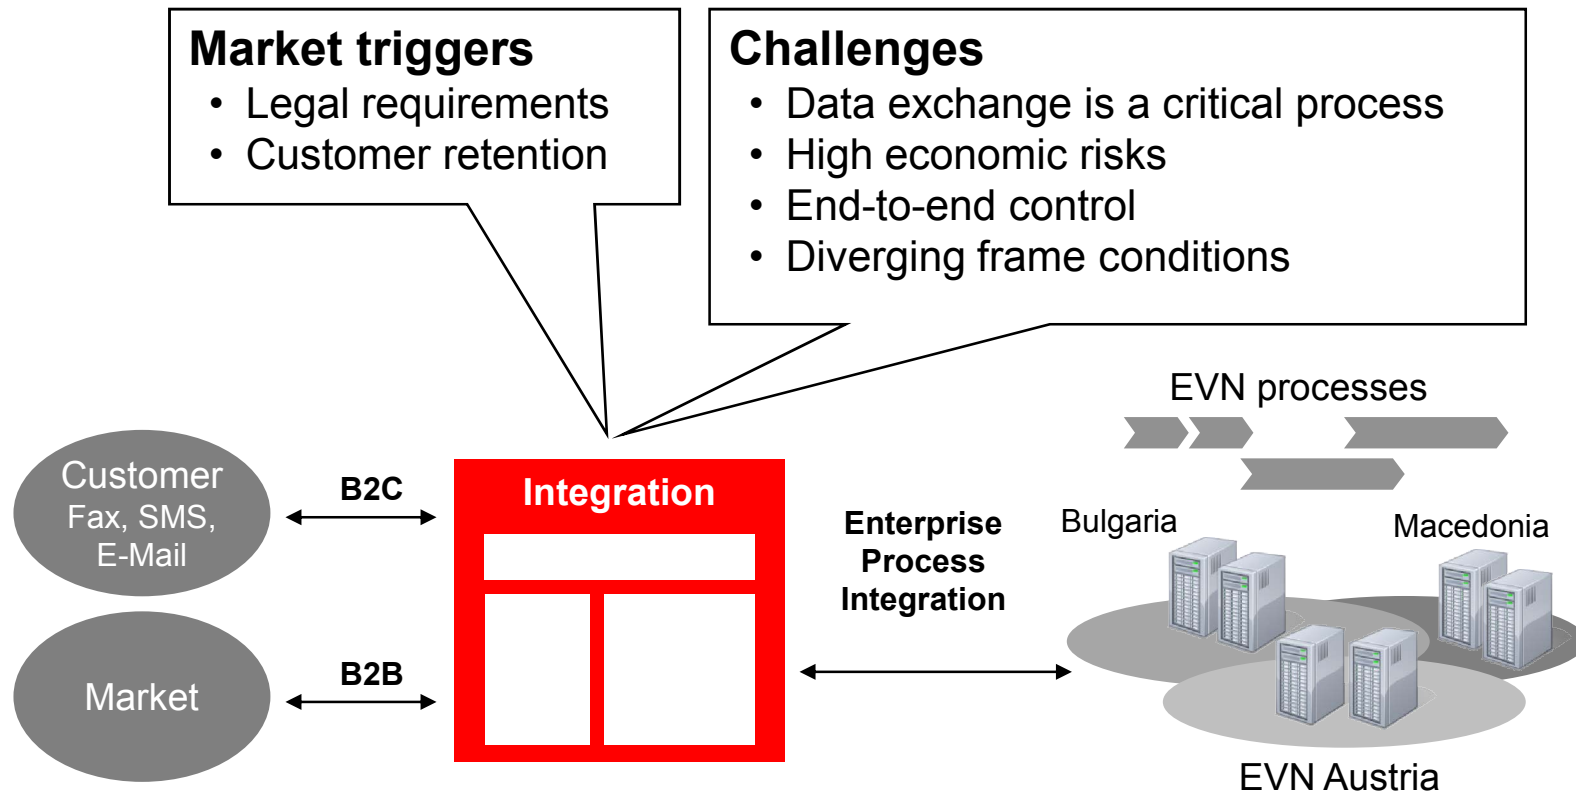 Market triggers
• Legal requirements
• Customer retention
Challenges
• Data exchange is a critical process
• High economic risks
• End-to-end control
• Diverging frame conditions
EVN processes
Customer
Fax, SMS,
E-Mail
B2C
Integration
Enterprise
Process
Integration
Bulgaria
Macedonia
Market
B2B
EVN Austria